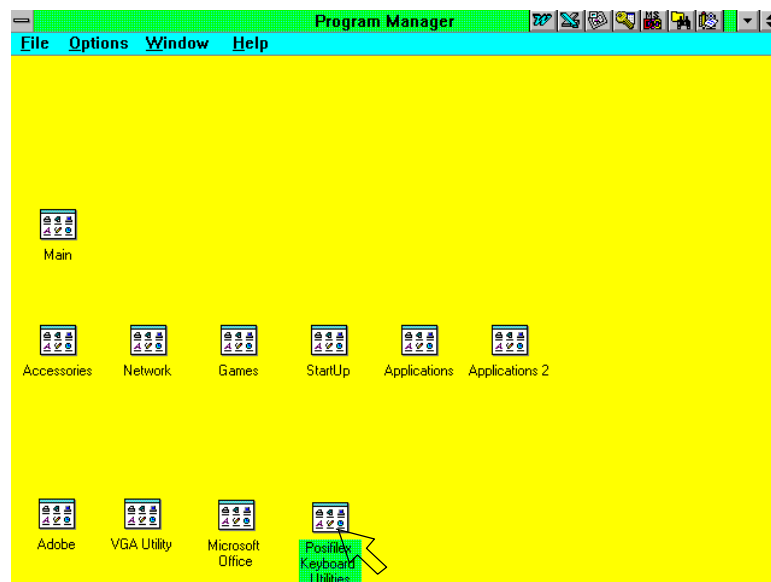 Program Manager
File Options Window Help
Main
Accessories Network Games StartUp Applications Applications 2
Adobe VGA Utility Microsoft Office
Posiflex Keyboard Utilities